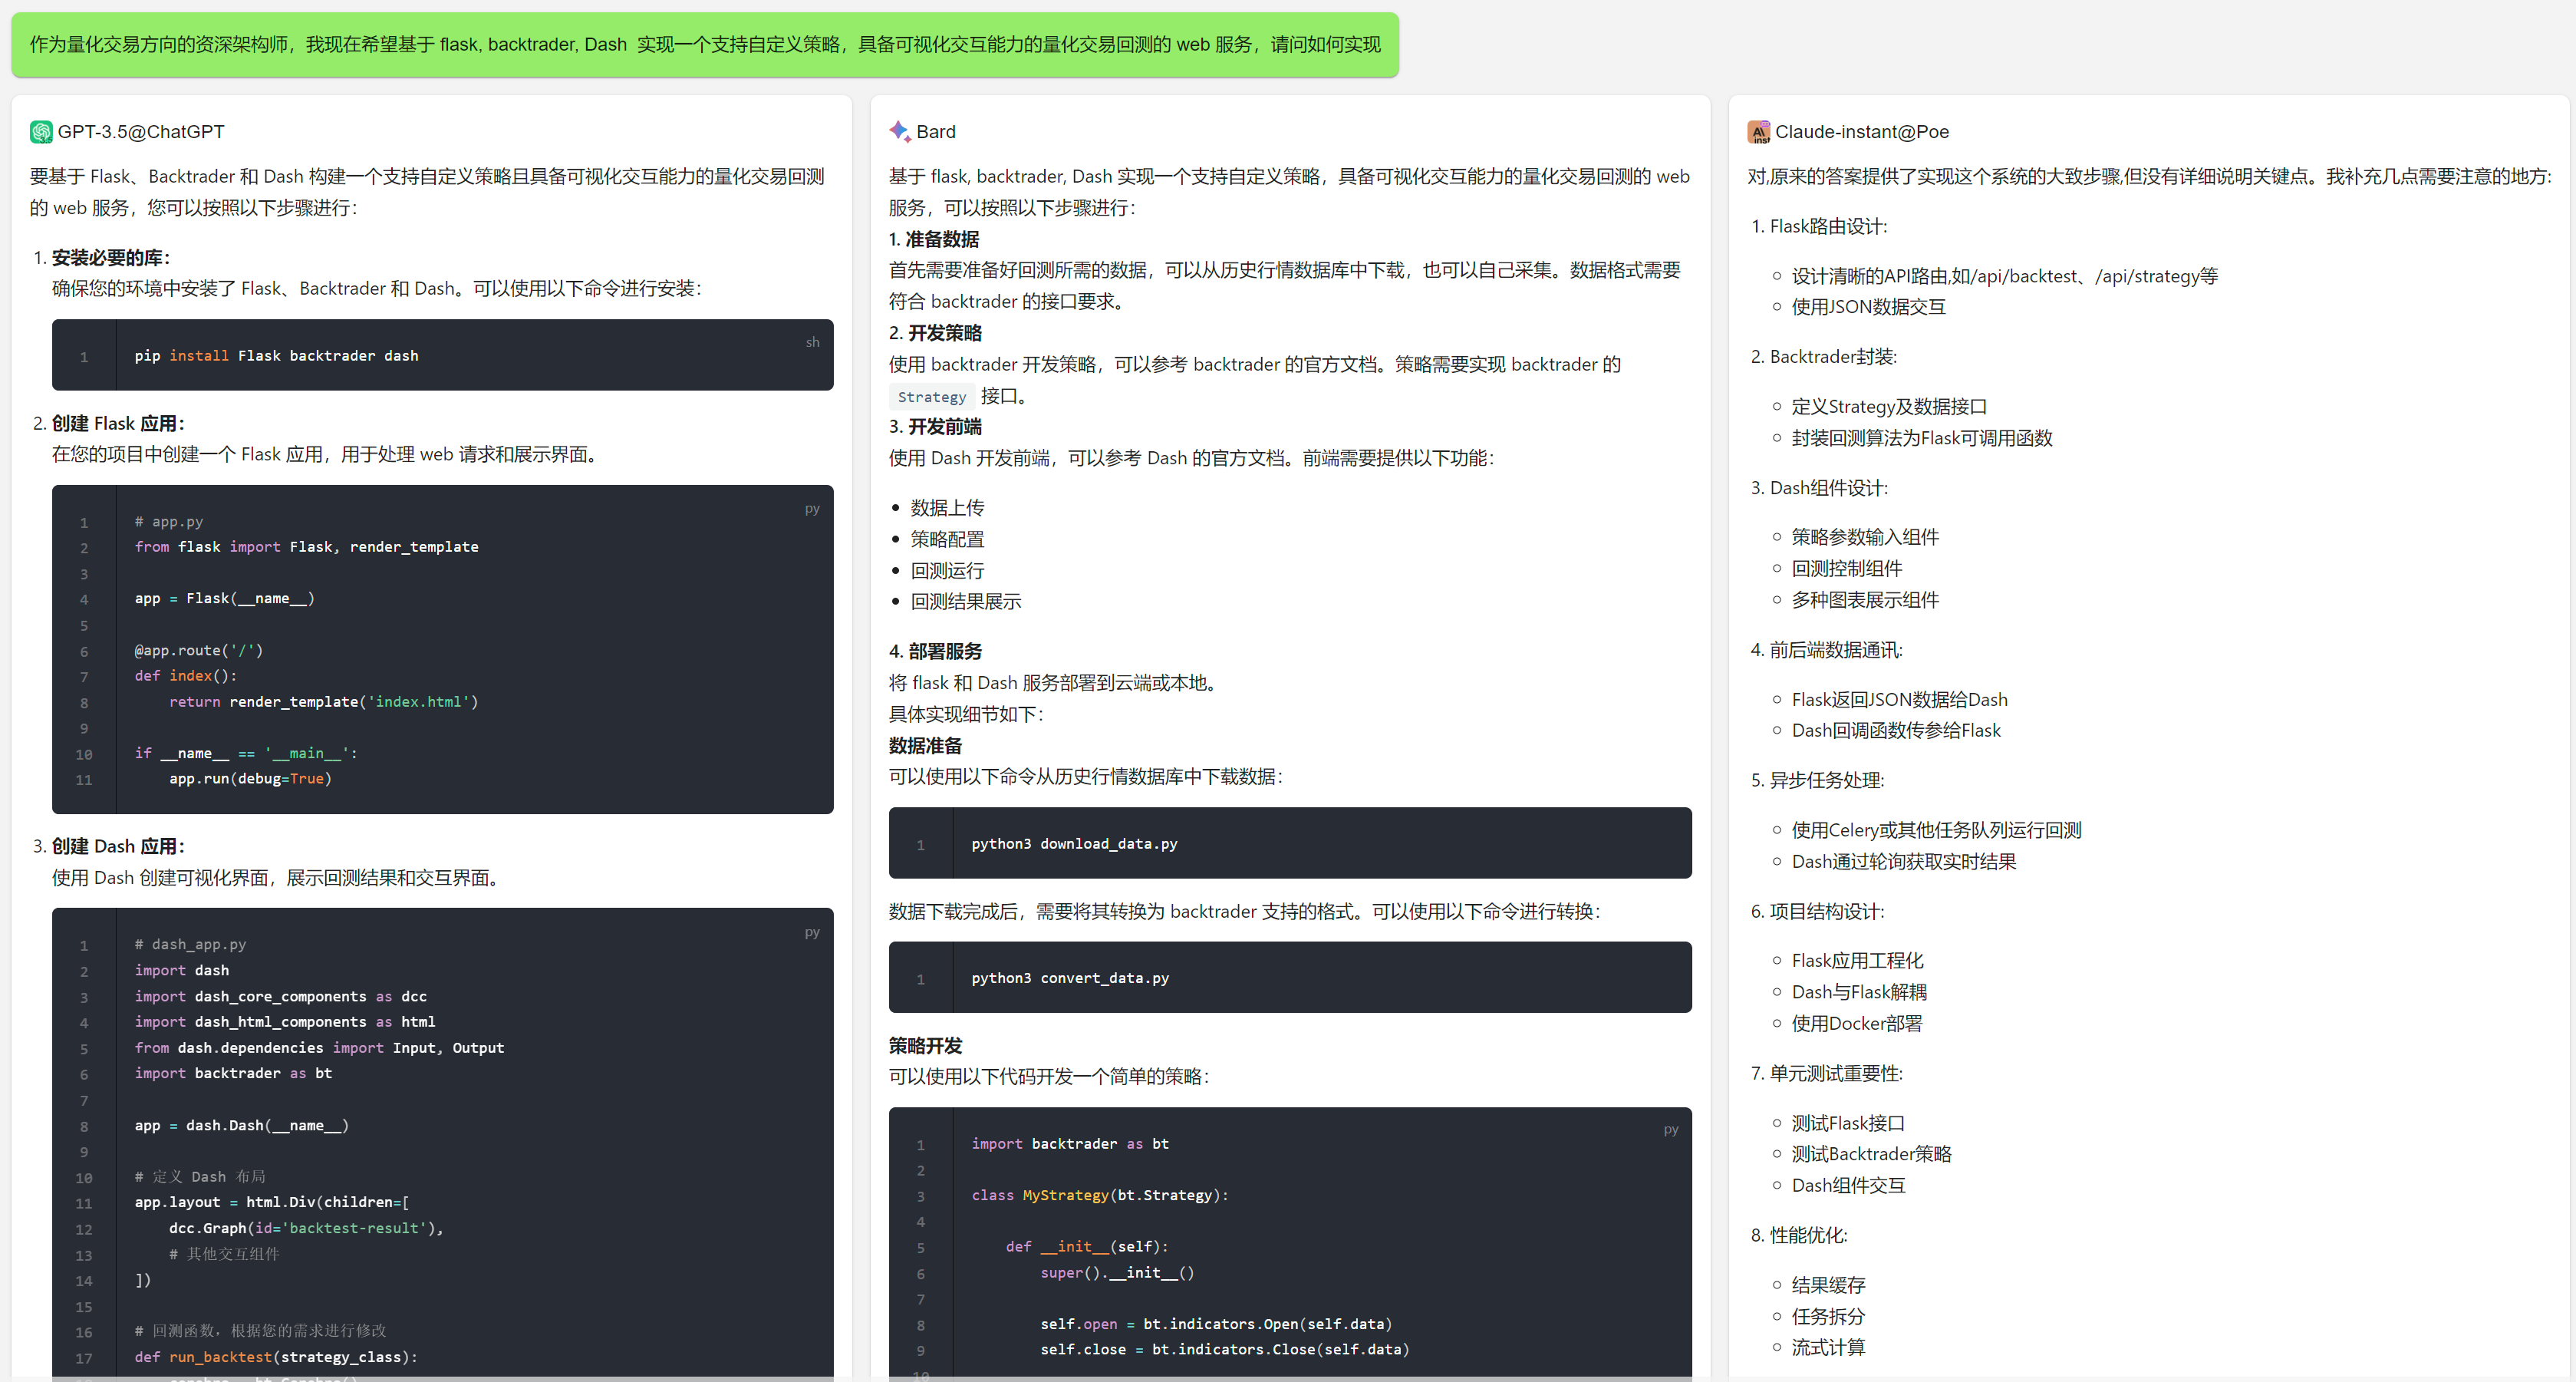 作为量化交易方向的资深架构师，我现在希望基于 flask, backtrader, Dash  实现一个支持自定义策略，具备可视化交互能力的量化交易回测的 web 服务，请问如何实现
GPT-3.5@ChatGPT
要基于 Flask、Backtrader 和 Dash 构建一个支持自定义策略且具备可视化交互能力的量化交易回测
的 web 服务，您可以按照以下步骤进行：
1. 安装必要的库：
确保您的环境中安装了 Flask、Backtrader 和 Dash。可以使用以下命令进行安装：
sh
1 pip install Flask backtrader dash
2. 创建 Flask 应用：
在您的项目中创建一个 Flask 应用，用于处理 web 请求和展示界面。
py
1 # app.py
2 from flask import Flask, render_template
3
4 app = Flask(__name__)
5
6 @app.route('/')
7 def index():
8     return render_template('index.html')
9
10 if __name__ == '__main__':
11     app.run(debug=True)
3. 创建 Dash 应用：
使用 Dash 创建可视化界面，展示回测结果和交互界面。
py
1 # dash_app.py
2 import dash
3 import dash_core_components as dcc
4 import dash_html_components as html
5 from dash.dependencies import Input, Output
6 import backtrader as bt
7
8 app = dash.Dash(__name__)
9
10 # 定义 Dash 布局
11 app.layout = html.Div(children=[
12     dcc.Graph(id='backtest-result'),
13     # 其他交互组件
14 ])
15
16 # 回测函数，根据您的需求进行修改
17 def run_backtest(strategy_class):
Bard
基于 flask, backtrader, Dash 实现一个支持自定义策略，具备可视化交互能力的量化交易回测的 web
服务，可以按照以下步骤进行：
1. 准备数据
首先需要准备好回测所需的数据，可以从历史行情数据库中下载，也可以自己采集。数据格式需要
符合 backtrader 的接口要求。
2. 开发策略
使用 backtrader 开发策略，可以参考 backtrader 的官方文档。策略需要实现 backtrader 的
Strategy 接口。
3. 开发前端
使用 Dash 开发前端，可以参考 Dash 的官方文档。前端需要提供以下功能：
• 数据上传
• 策略配置
• 回测运行
• 回测结果展示
4. 部署服务
将 flask 和 Dash 服务部署到云端或本地。
具体实现细节如下：
数据准备
可以使用以下命令从历史行情数据库中下载数据：
1 python3 download_data.py
数据下载完成后，需要将其转换为 backtrader 支持的格式。可以使用以下命令进行转换：
1 python3 convert_data.py
策略开发
可以使用以下代码开发一个简单的策略：
py
1 import backtrader as bt
2
3 class MyStrategy(bt.Strategy):
4
5     def __init__(self):
6         super().__init__()
7
8         self.open = bt.indicators.Open(self.data)
9         self.close = bt.indicators.Close(self.data)
10
Claude-instant@Poe
对,原来的答案提供了实现这个系统的大致步骤,但没有详细说明关键点。我补充几点需要注意的地方:
1. Flask路由设计:
◦ 设计清晰的API路由,如/api/backtest、/api/strategy等
◦ 使用JSON数据交互
2. Backtrader封装:
◦ 定义Strategy及数据接口
◦ 封装回测算法为Flask可调用函数
3. Dash组件设计:
◦ 策略参数输入组件
◦ 回测控制组件
◦ 多种图表展示组件
4. 前后端数据通讯:
◦ Flask返回JSON数据给Dash
◦ Dash回调函数传参给Flask
5. 异步任务处理:
◦ 使用Celery或其他任务队列运行回测
◦ Dash通过轮询获取实时结果
6. 项目结构设计:
◦ Flask应用工程化
◦ Dash与Flask解耦
◦ 使用Docker部署
7. 单元测试重要性:
◦ 测试Flask接口
◦ 测试Backtrader策略
◦ Dash组件交互
8. 性能优化:
◦ 结果缓存
◦ 任务拆分
◦ 流式计算